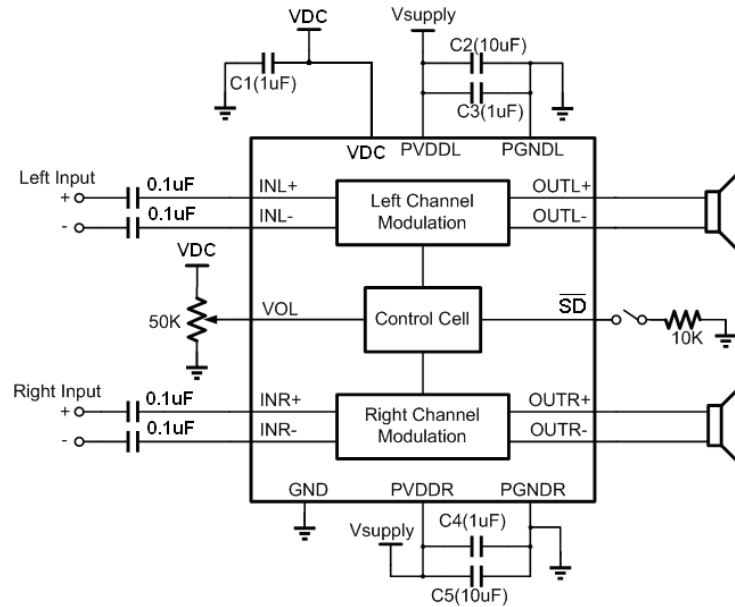 VDC
Vsupply
C2(10uF)
C1(1uF)
C3(1uF)
VDC PVDDL PGNDL
Left Input
+ 0.1uF INL+ OUTL+
- 0.1uF INL- OUTL-
Left Channel
Modulation
VDC
50K VOL Control Cell SD 10K
Right Input
+ 0.1uF INR+ OUTR+
- 0.1uF INR- OUTR-
Right Channel
Modulation
GND PVDDR PGNDR
Vsupply
C4(1uF)
C5(10uF)